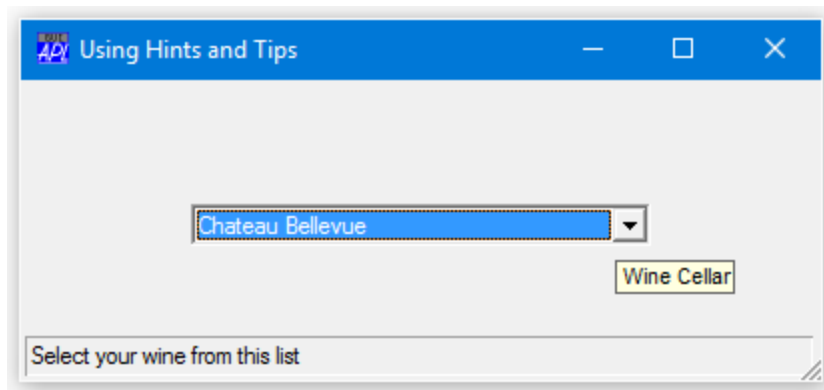 Using Hints and Tips
Chateau Bellevue
Wine Cellar
Select your wine from this list